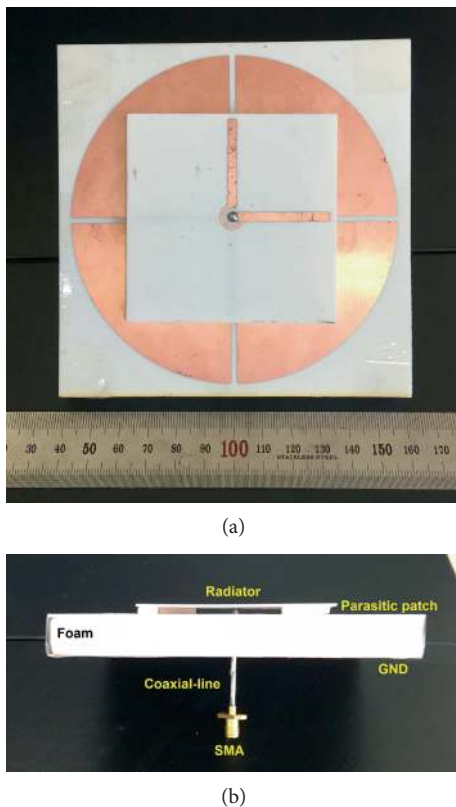 30 40 50 60 70 80 90 100 110 120 130 140 150 160 170
STAINLESS STEEL
(a)
Radiator
Parasitic patch
Foam
GND
Coaxial-line
SMA
(b)